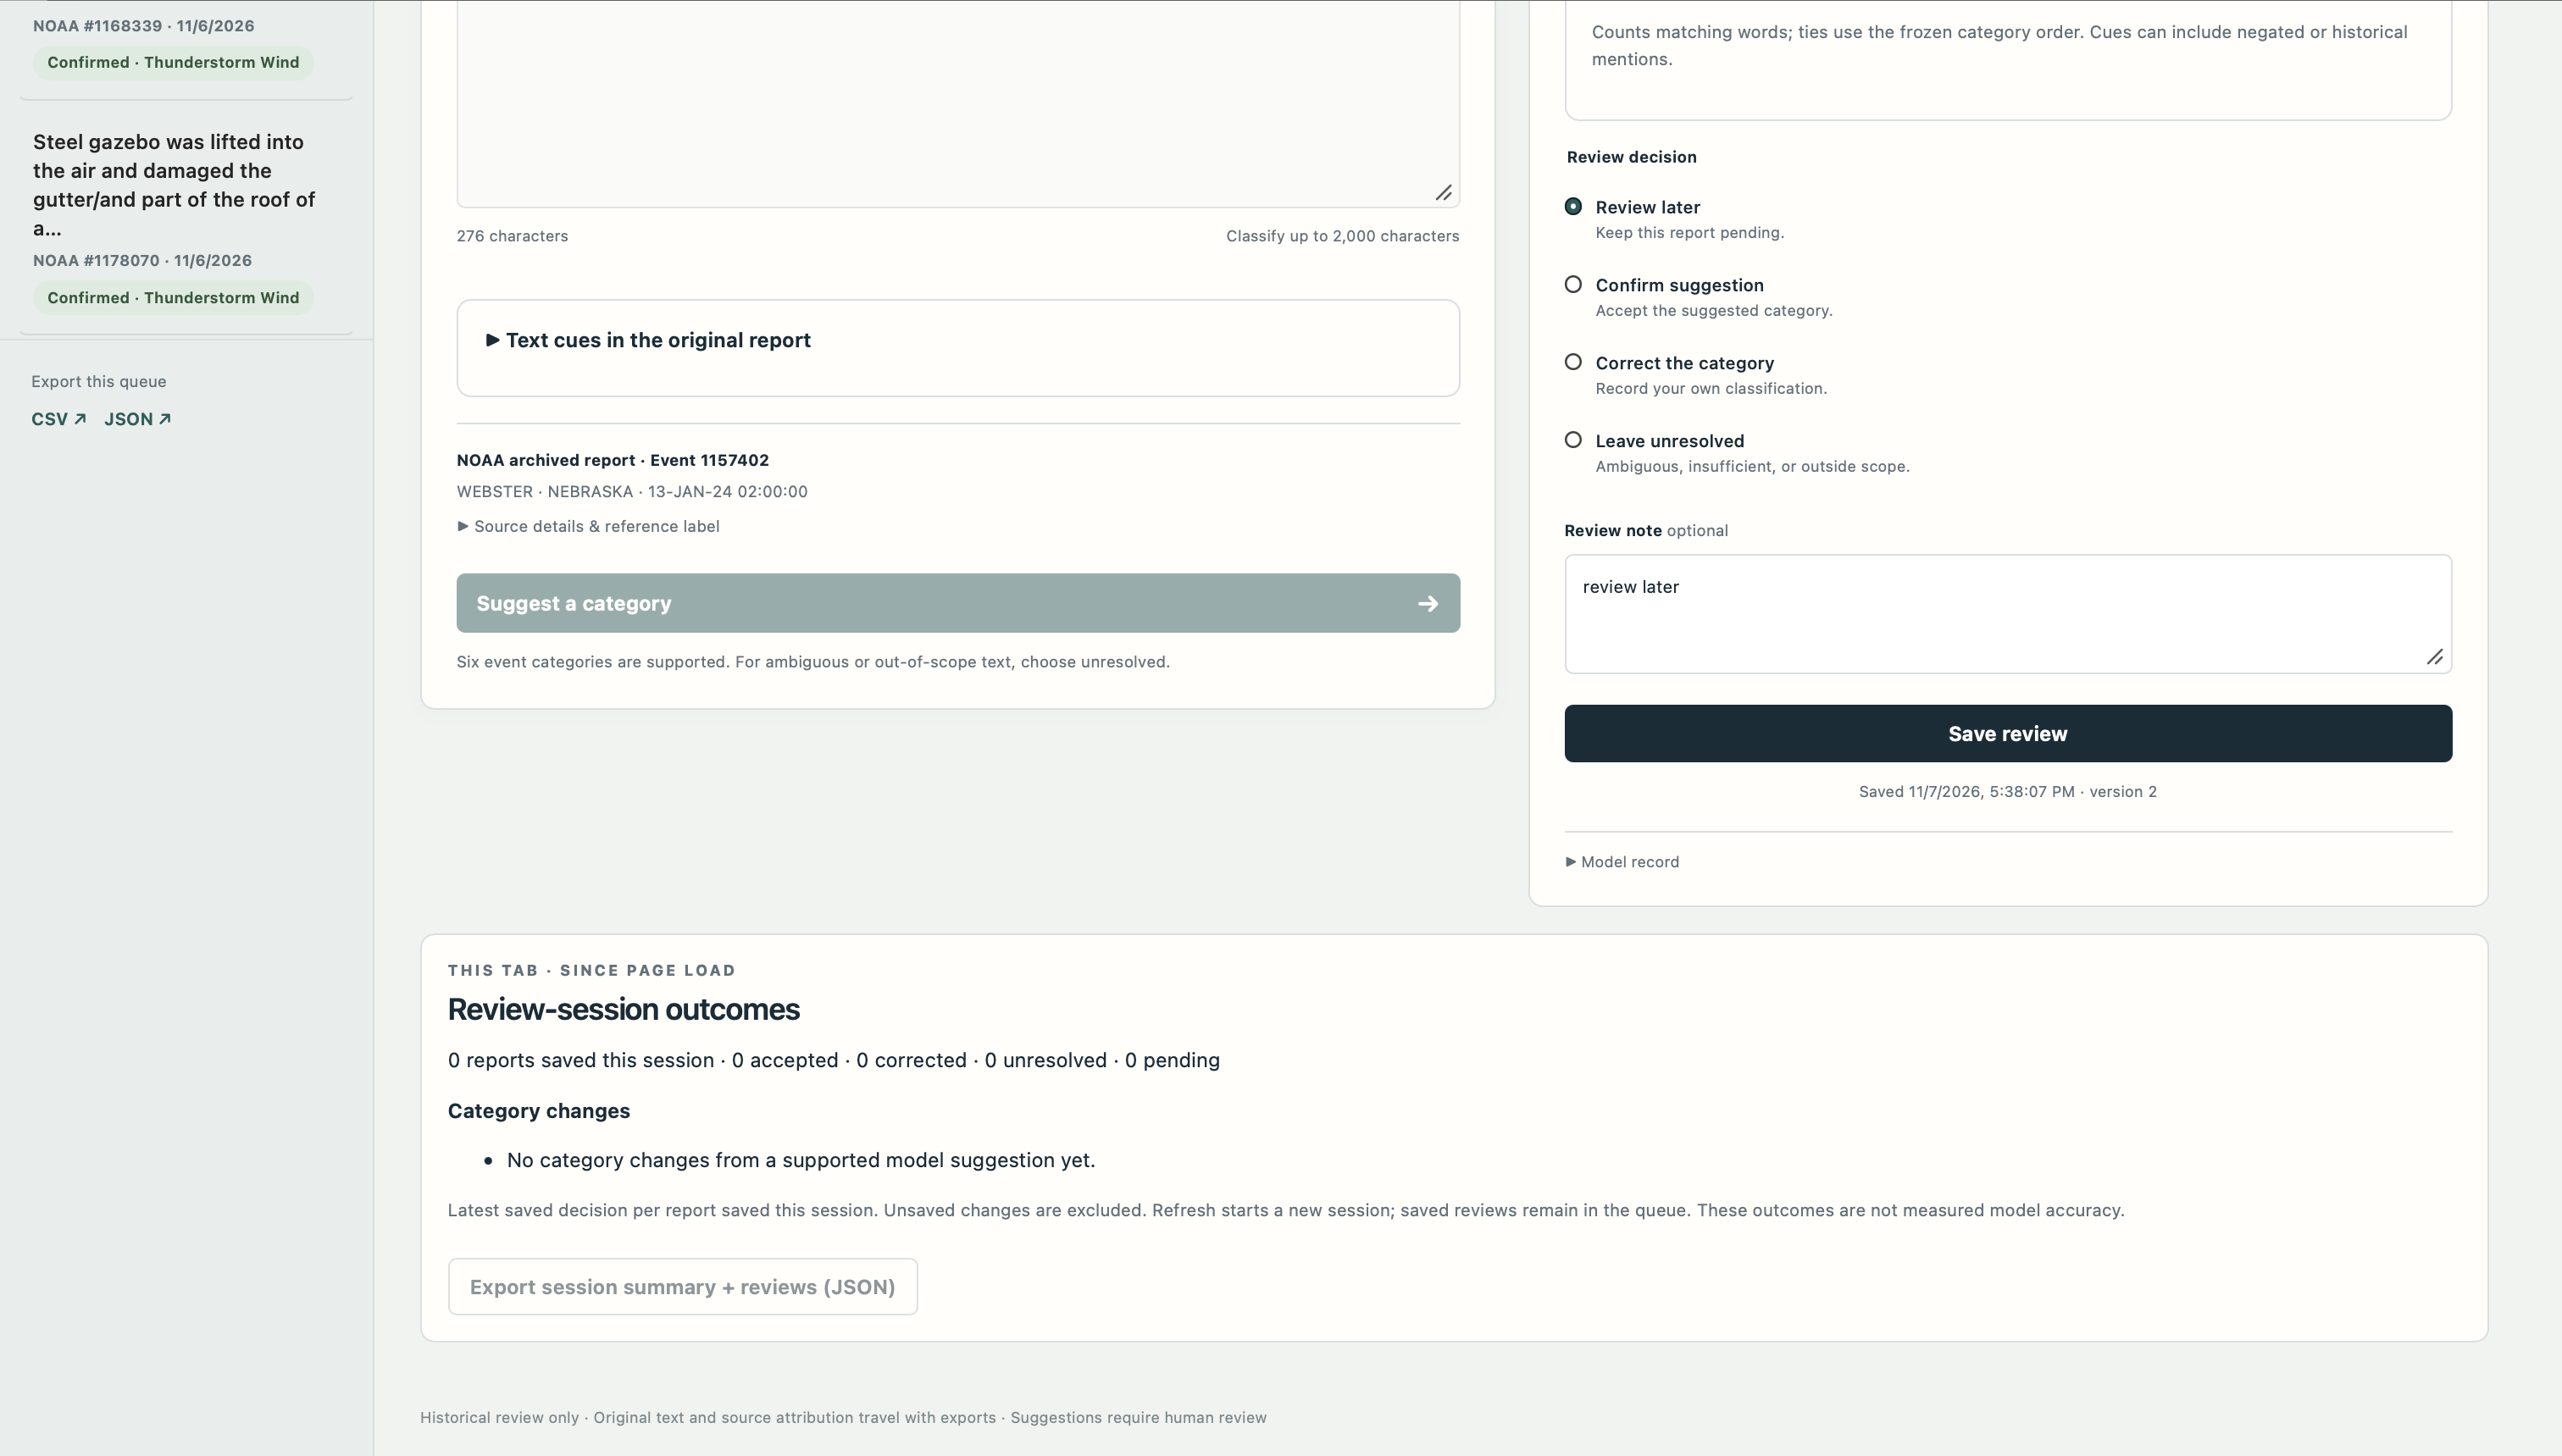 NOAA #1168339 · 11/6/2026
Confirmed · Thunderstorm Wind
Steel gazebo was lifted into
the air and damaged the
gutter/and part of the roof of
a...
NOAA #1178070 · 11/6/2026
Confirmed · Thunderstorm Wind
Export this queue
CSV ↗ JSON ↗
276 characters
Classify up to 2,000 characters
▶ Text cues in the original report
NOAA archived report · Event 1157402
WEBSTER · NEBRASKA · 13-JAN-24 02:00:00
▶ Source details & reference label
Suggest a category →
Six event categories are supported. For ambiguous or out-of-scope text, choose unresolved.
Counts matching words; ties use the frozen category order. Cues can include negated or historical
mentions.
Review decision
Review later
Keep this report pending.
Confirm suggestion
Accept the suggested category.
Correct the category
Record your own classification.
Leave unresolved
Ambiguous, insufficient, or outside scope.
Review note optional
review later
Save review
Saved 11/7/2026, 5:38:07 PM · version 2
▶ Model record
THIS TAB · SINCE PAGE LOAD
Review-session outcomes
0 reports saved this session · 0 accepted · 0 corrected · 0 unresolved · 0 pending
Category changes
• No category changes from a supported model suggestion yet.
Latest saved decision per report saved this session. Unsaved changes are excluded. Refresh starts a new session; saved reviews remain in the queue. These outcomes are not measured model accuracy.
Export session summary + reviews (JSON)
Historical review only · Original text and source attribution travel with exports · Suggestions require human review